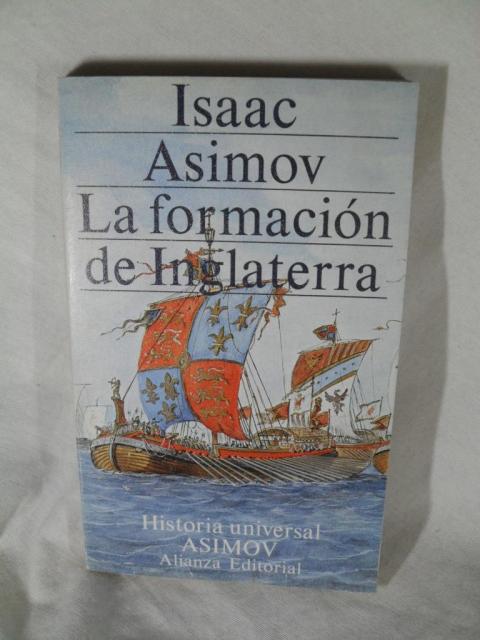 Isaac
Asimov
La formación
de Inglaterra
Historia universal
ASIMOV
Alianza Editorial